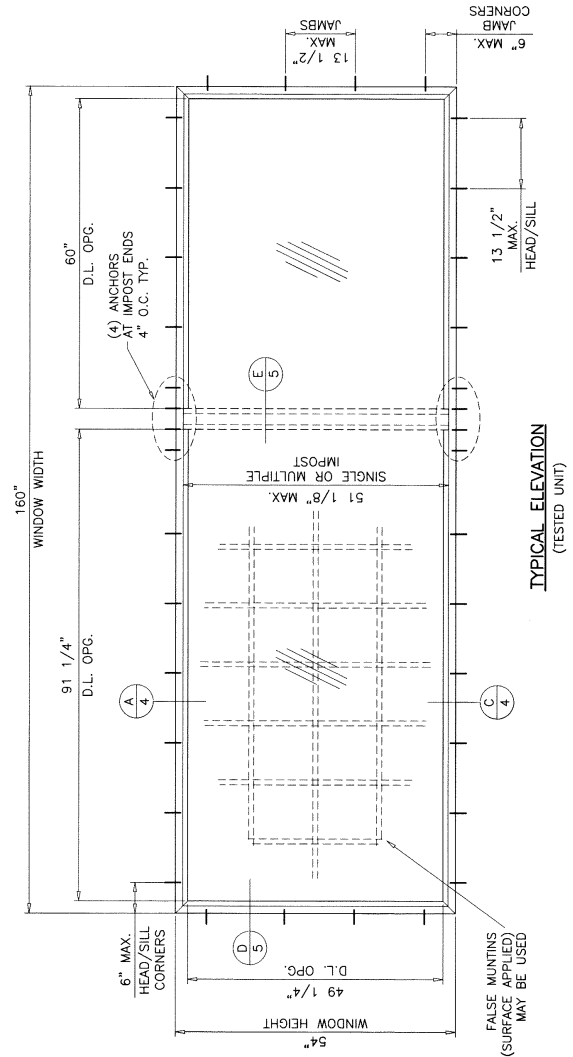 160"
WINDOW WIDTH
91 1/4"
D.L. OPG.
60"
D.L. OPG.
(4) ANCHORS
AT IMPOST ENDS
4" O.C. TYP.
6" MAX.
HEAD/SILL
CORNERS
A
4
D
5
E
5
C
4
54"
WINDOW HEIGHT
49 1/4"
D.L. OPG.
51 1/8" MAX.
SINGLE OR MULTIPLE
IMPOST
13 1/2"
MAX.
JAMBS
6" MAX.
JAMB
CORNERS
13 1/2"
MAX.
HEAD/SILL
FALSE MUNTINS
(SURFACE APPLIED)
MAY BE USED
TYPICAL ELEVATION
(TESTED UNIT)